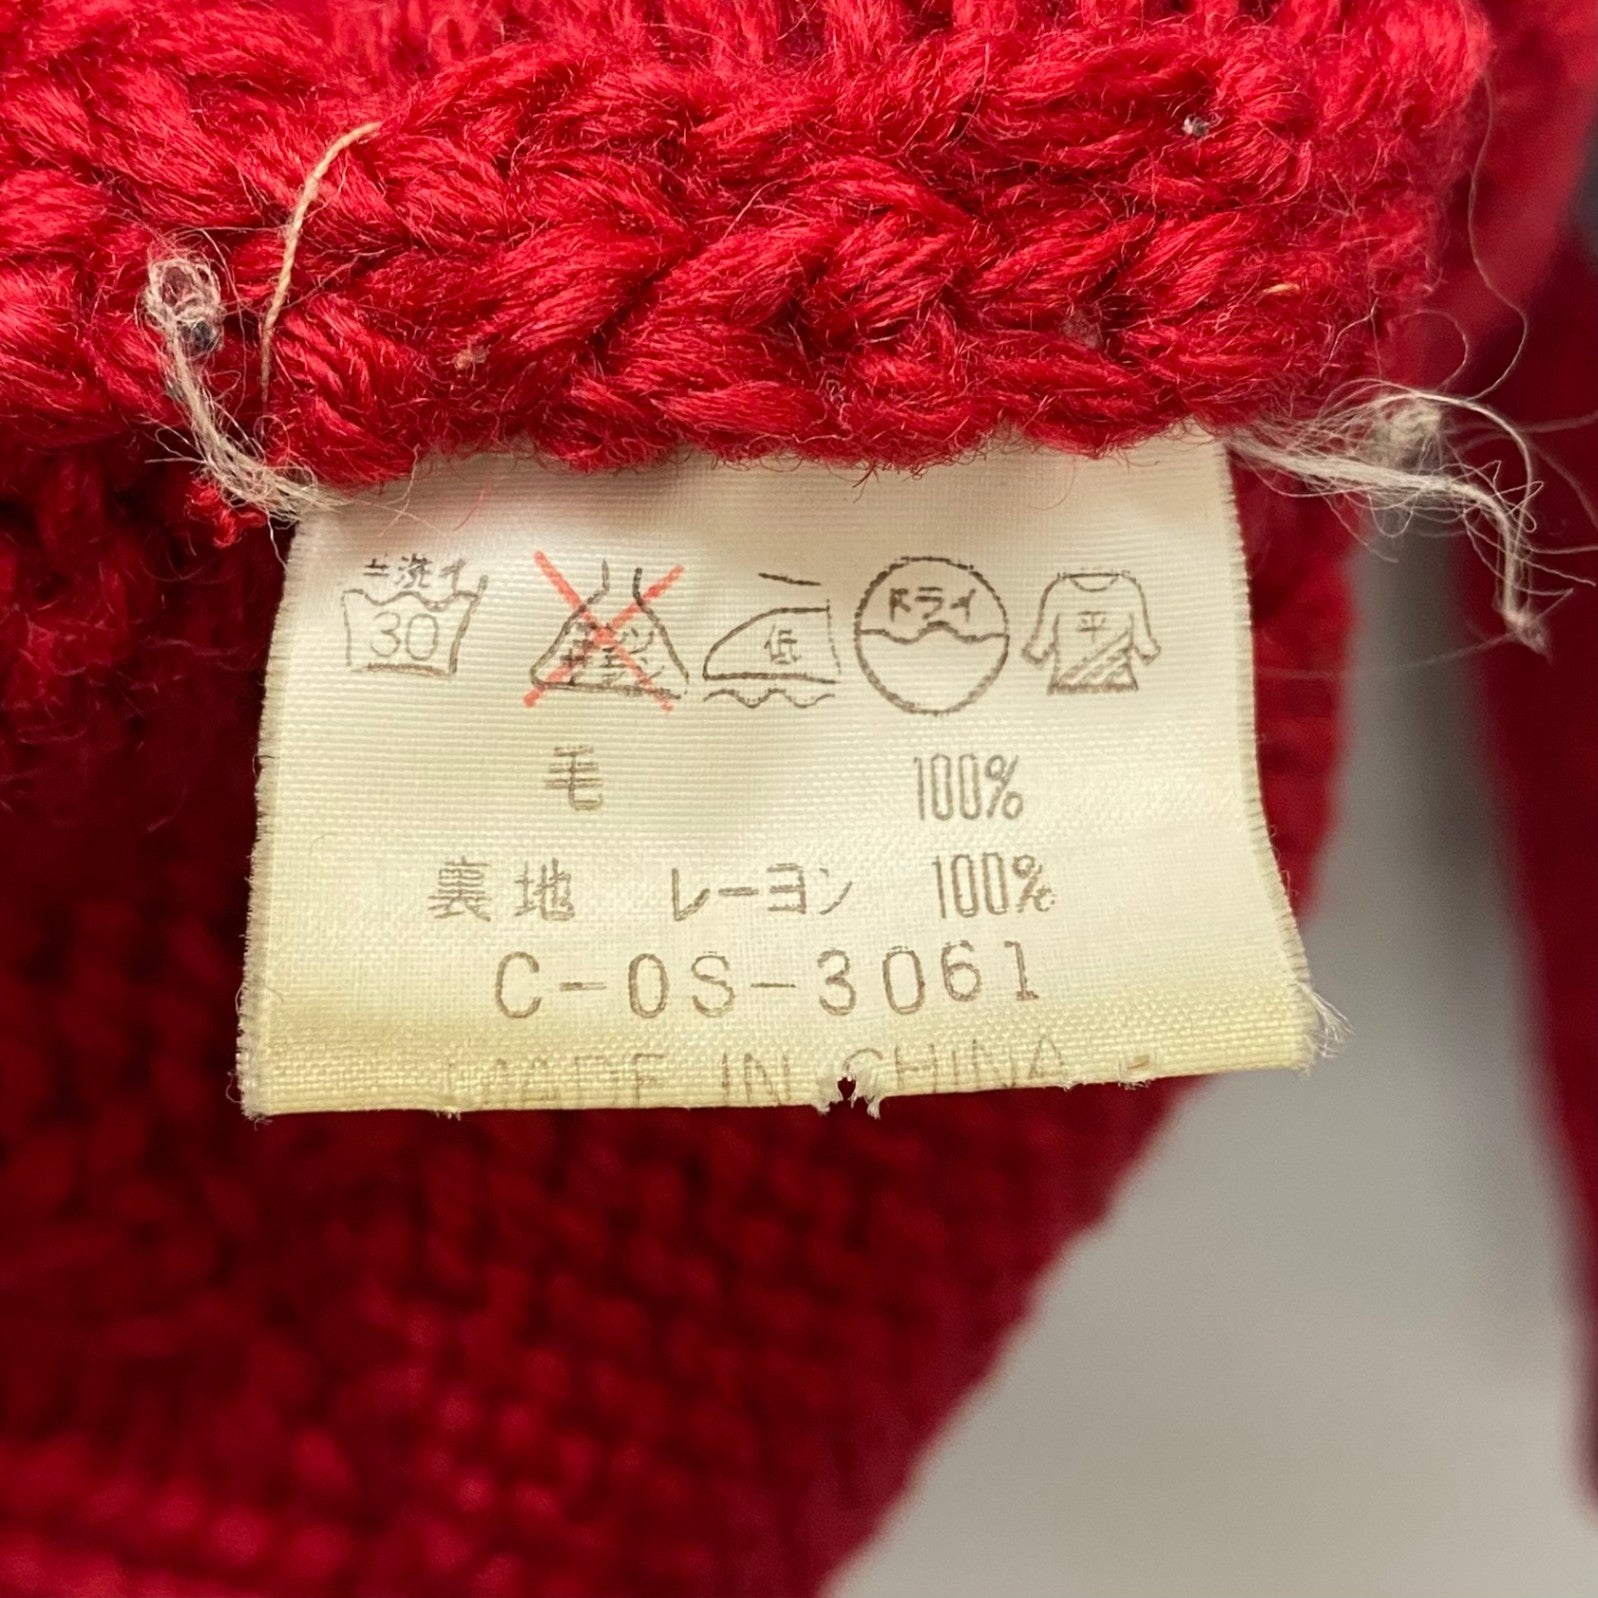 手洗イ
30
低
ドライ
平
毛 100%
裏地 レーヨン 100%
C-0S-3061
MADE IN CHINA